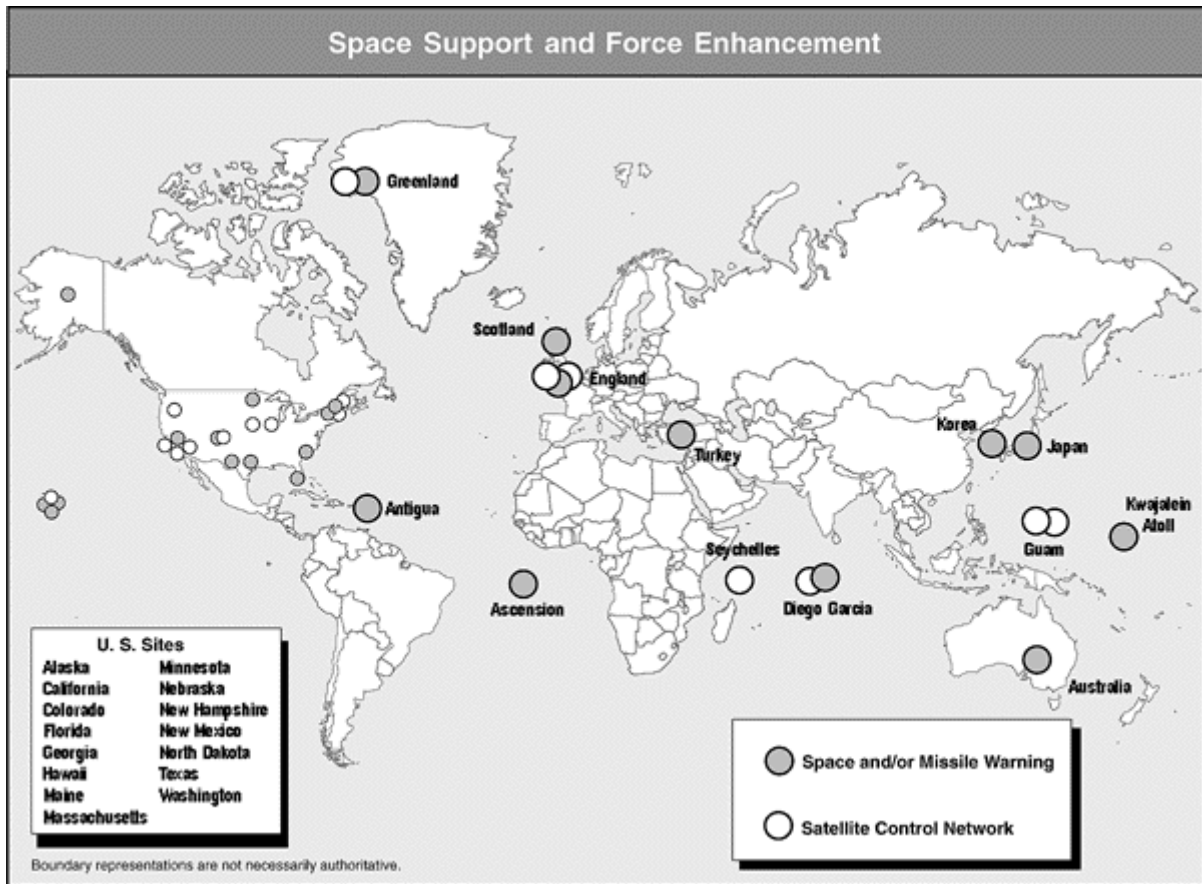 Space Support and Force Enhancement
Greenland
Scotland
England
Korea
Japan
Turkey
Antigua
Kwajalein
Atoll
Guam
Seychelles
Ascension
Diego Garcia
Australia
U. S. Sites
Alaska Minnesota
California Nebraska
Colorado New Hampshire
Florida New Mexico
Georgia North Dakota
Hawaii Texas
Maine Washington
Massachusetts
Space and/or Missile Warning
Satellite Control Network
Boundary representations are not necessarily authoritative.